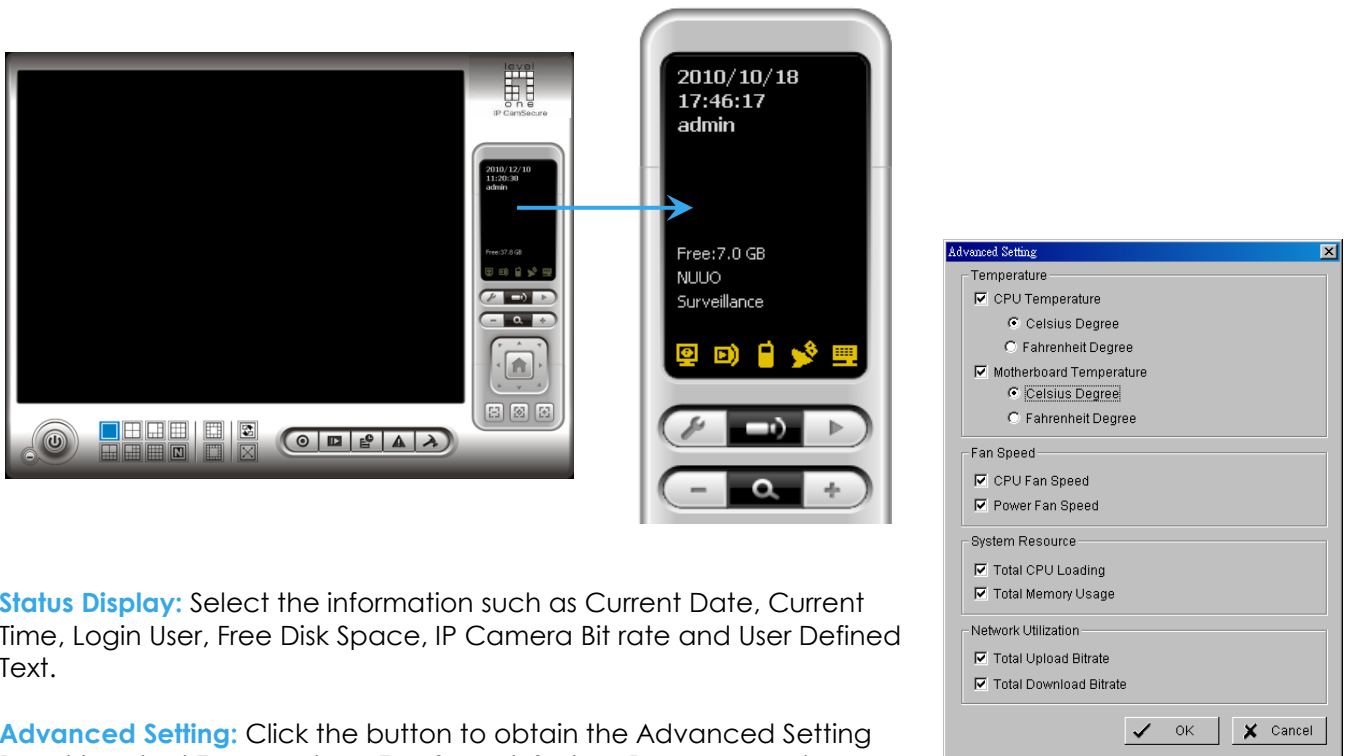 level
one
IP CamSecure
2010/12/10
11:20:38
admin
Free:37.8 GB
N
2010/10/18
17:46:17
admin
Free:7.0 GB
NUUO
Surveillance
Advanced Setting
Temperature
CPU Temperature
Celsius Degree
Fahrenheit Degree
Motherboard Temperature
Celsius Degree
Fahrenheit Degree
Fan Speed
CPU Fan Speed
Power Fan Speed
System Resource
Total CPU Loading
Total Memory Usage
Network Utilization
Total Upload Bitrate
Total Download Bitrate
OK
Cancel
Status Display: Select the information such as Current Date, Current
Time, Login User, Free Disk Space, IP Camera Bit rate and User Defined
Text.
Advanced Setting: Click the button to obtain the Advanced Setting